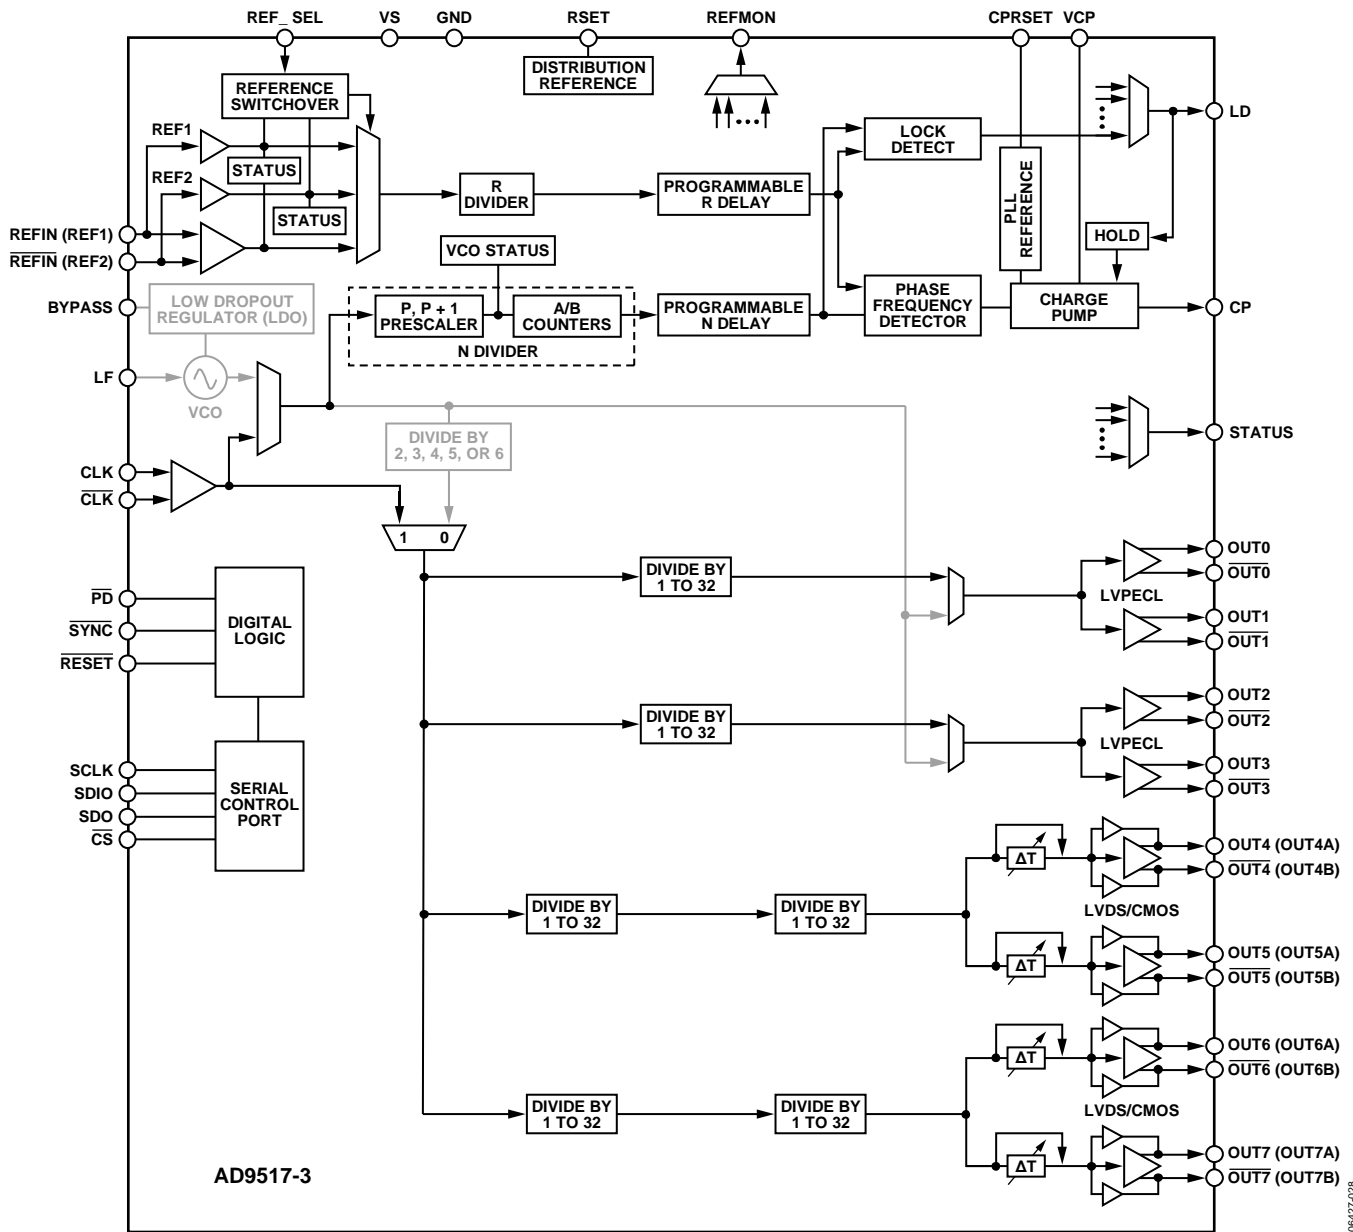 REF_ SEL
VS
GND
RSET
REFMON
CPRSET
VCP
DISTRIBUTION
REFERENCE
REFERENCE
SWITCHOVER
REF1
STATUS
REF2
STATUS
R
DIVIDER
PROGRAMMABLE
R DELAY
LOCK
DETECT
PLL
REFERENCE
HOLD
LD
REFIN (REF1)
REFIN (REF2)
VCO STATUS
BYPASS
LOW DROPOUT
REGULATOR (LDO)
P, P + 1
PRESCALER
A/B
COUNTERS
N DIVIDER
PROGRAMMABLE
N DELAY
PHASE
FREQUENCY
DETECTOR
CHARGE
PUMP
CP
LF
VCO
DIVIDE BY
2, 3, 4, 5, OR 6
STATUS
CLK
CLK
1 0
DIVIDE BY
1 TO 32
LVPECL
OUT0
OUT0
OUT1
OUT1
PD
SYNC
RESET
DIGITAL
LOGIC
DIVIDE BY
1 TO 32
LVPECL
OUT2
OUT2
OUT3
OUT3
SCLK
SDIO
SDO
CS
SERIAL
CONTROL
PORT
DIVIDE BY
1 TO 32
DIVIDE BY
1 TO 32
ΔT
ΔT
LVDS/CMOS
OUT4 (OUT4A)
OUT4 (OUT4B)
OUT5 (OUT5A)
OUT5 (OUT5B)
DIVIDE BY
1 TO 32
DIVIDE BY
1 TO 32
ΔT
ΔT
LVDS/CMOS
OUT6 (OUT6A)
OUT6 (OUT6B)
OUT7 (OUT7A)
OUT7 (OUT7B)
AD9517-3
06427-028